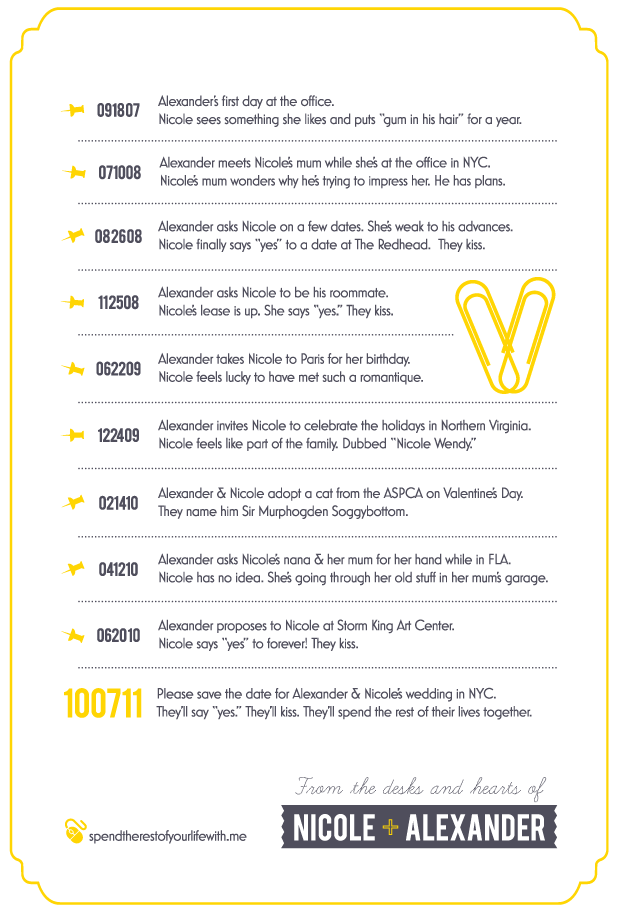 091807 Alexander's first day at the office.
Nicole sees something she likes and puts "gum in his hair" for a year.
071008 Alexander meets Nicole's mum while she's at the office in NYC.
Nicole's mum wonders why he's trying to impress her. He has plans.
082608 Alexander asks Nicole on a few dates. She's weak to his advances.
Nicole finally says "yes" to a date at The Redhead. They kiss.
112508 Alexander asks Nicole to be his roommate.
Nicole's lease is up. She says "yes." They kiss.
062209 Alexander takes Nicole to Paris for her birthday.
Nicole feels lucky to have met such a romantique.
122409 Alexander invites Nicole to celebrate the holidays in Northern Virginia.
Nicole feels like part of the family. Dubbed "Nicole Wendy."
021410 Alexander & Nicole adopt a cat from the ASPCA on Valentine's Day.
They name him Sir Murphogden Soggybottom.
041210 Alexander asks Nicole's nana & her mum for her hand while in FLA.
Nicole has no idea. She's going through her old stuff in her mum's garage.
062010 Alexander proposes to Nicole at Storm King Art Center.
Nicole says "yes" to forever! They kiss.
100711 Please save the date for Alexander & Nicole's wedding in NYC.
They'll say "yes." They'll kiss. They'll spend the rest of their lives together.
From the desks and hearts of
NICOLE + ALEXANDER
spendtherestofyourlifewith.me